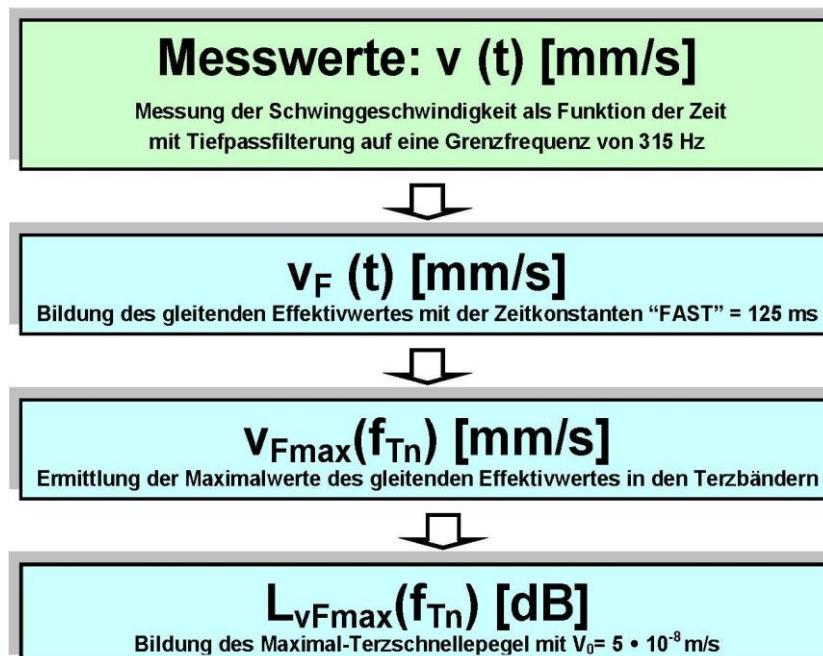 Messwerte: v (t) [mm/s]
Messung der Schwinggeschwindigkeit als Funktion der Zeit
mit Tiefpassfilterung auf eine Grenzfrequenz von 315 Hz
vF (t) [mm/s]
Bildung des gleitenden Effektivwertes mit der Zeitkonstanten “FAST” = 125 ms
vFmax(fTn) [mm/s]
Ermittlung der Maximalwerte des gleitenden Effektivwertes in den Terzbändern
LvFmax(fTn) [dB]
Bildung des Maximal-Terzschnellepegel mit V0= 5 • 10⁻⁸ m/s